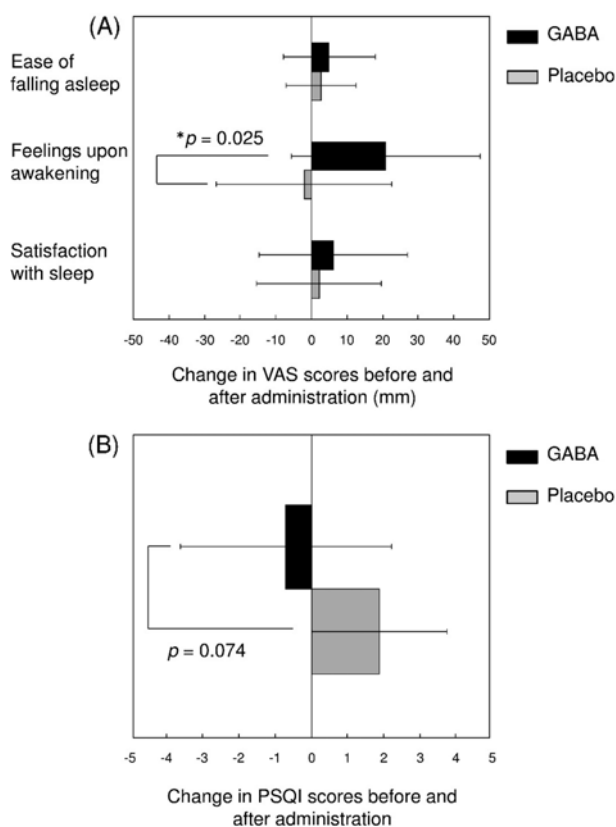 (A)
GABA
Placebo
Ease of
falling asleep
*p = 0.025
Feelings upon
awakening
Satisfaction
with sleep
-50 -40 -30 -20 -10 0 10 20 30 40 50
Change in VAS scores before and
after administration (mm)
(B)
GABA
Placebo
p = 0.074
-5 -4 -3 -2 -1 0 1 2 3 4 5
Change in PSQI scores before and
after administration